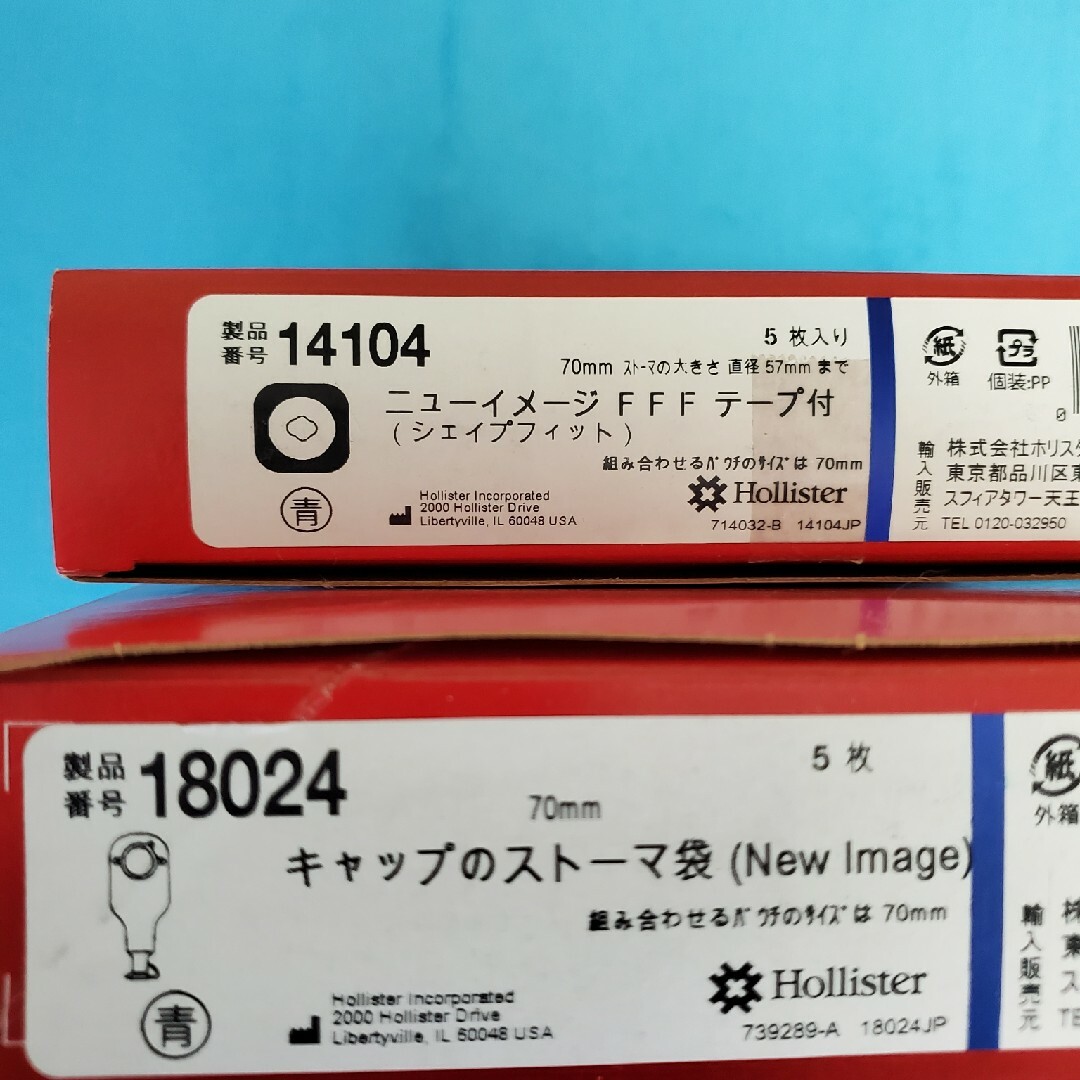 製品番号 14104
5 枚入り
70mm ストーマの大きさ 直径 57mm まで
ニューイメージ FFF テープ付
(シェイプフィット)
組み合わせるパウチのサイズは 70mm
青
Hollister Incorporated
2000 Hollister Drive
Libertyville, IL 60048 USA
Hollister
714032-B 14104JP
紙
外箱
プラ
個装:PP
0
輸入販売元
株式会社ホリスタ
東京都品川区東
スフィアタワー天王
TEL 0120-032950
製品番号 18024
5 枚
70mm
キャップのストーマ袋 (New Image)
組み合わせるパウチのサイズは 70mm
青
Hollister Incorporated
2000 Hollister Drive
Libertyville, IL 60048 USA
Hollister
739289-A 18024JP
紙
外箱
輸入販売元
株
東
ス
TE